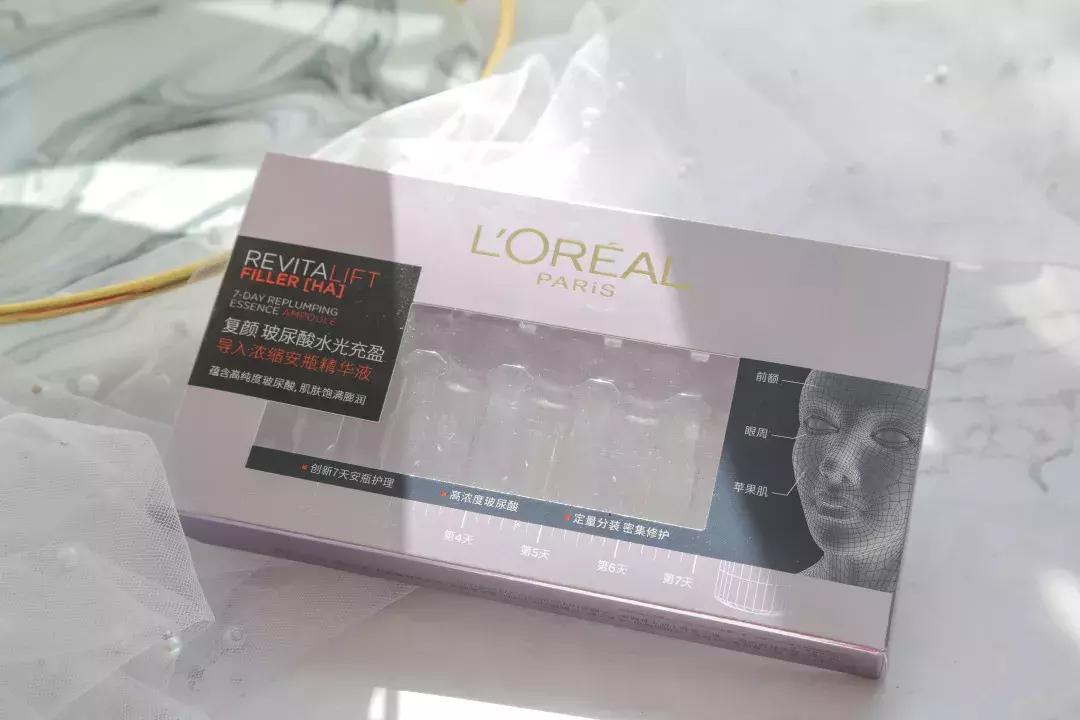 L'ORÉAL
PARIS
REVITALIFT
FILLER [HA]
7-DAY REPLUMPING
ESSENCE AMPOULE
复颜 玻尿酸水光充盈
导入浓缩安瓶精华液
蕴含高纯度玻尿酸, 肌肤饱满膨润
前额
眼周
苹果肌
创新7天安瓶护理
高浓度玻尿酸
定量分装 密集修护
第4天
第5天
第6天
第7天